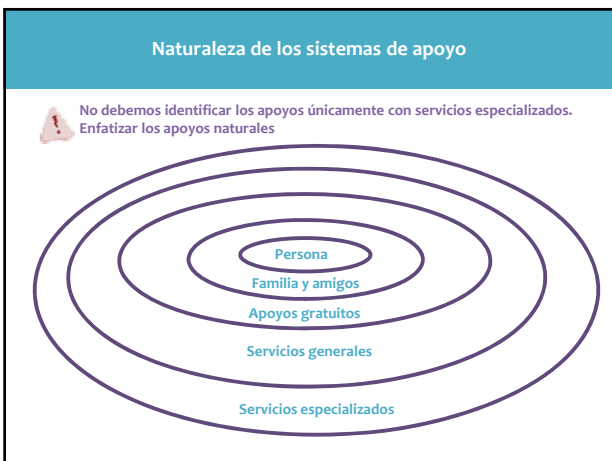 Naturaleza de los sistemas de apoyo
!
No debemos identificar los apoyos únicamente con servicios especializados.
Enfatizar los apoyos naturales
Persona
Familia y amigos
Apoyos gratuitos
Servicios generales
Servicios especializados